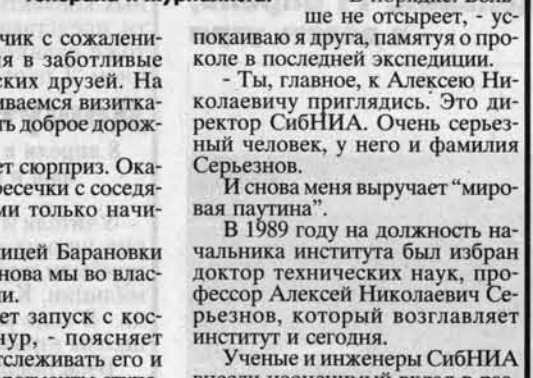 чик с сожалени-
я в заботливые
ских друзей. На
иваемся визитка-
ть доброе дорож-
ет сюрприз. Ока-
ресечки с соседя-
ми только начи-
ницей Барановки
нова мы во влас-
ли.
ет запуск с кос-
нур, - поясняет
тслеживать его и
ше не отсыреет, - ус-
покаиваю я друга, памятуя о про-
коле в последней экспедиции.
- Ты, главное, к Алексею Ни-
колаевичу приглядись. Это ди-
ректор СибНИА. Очень серьез-
ный человек, у него и фамилия
Серьезнов.
И снова меня выручает “миро-
вая паутина”.
В 1989 году на должность на-
чальника института был избран
доктор технических наук, про-
фессор Алексей Николаевич Се-
рьезнов, который возглавляет
институт и сегодня.
Ученые и инженеры СибНИА